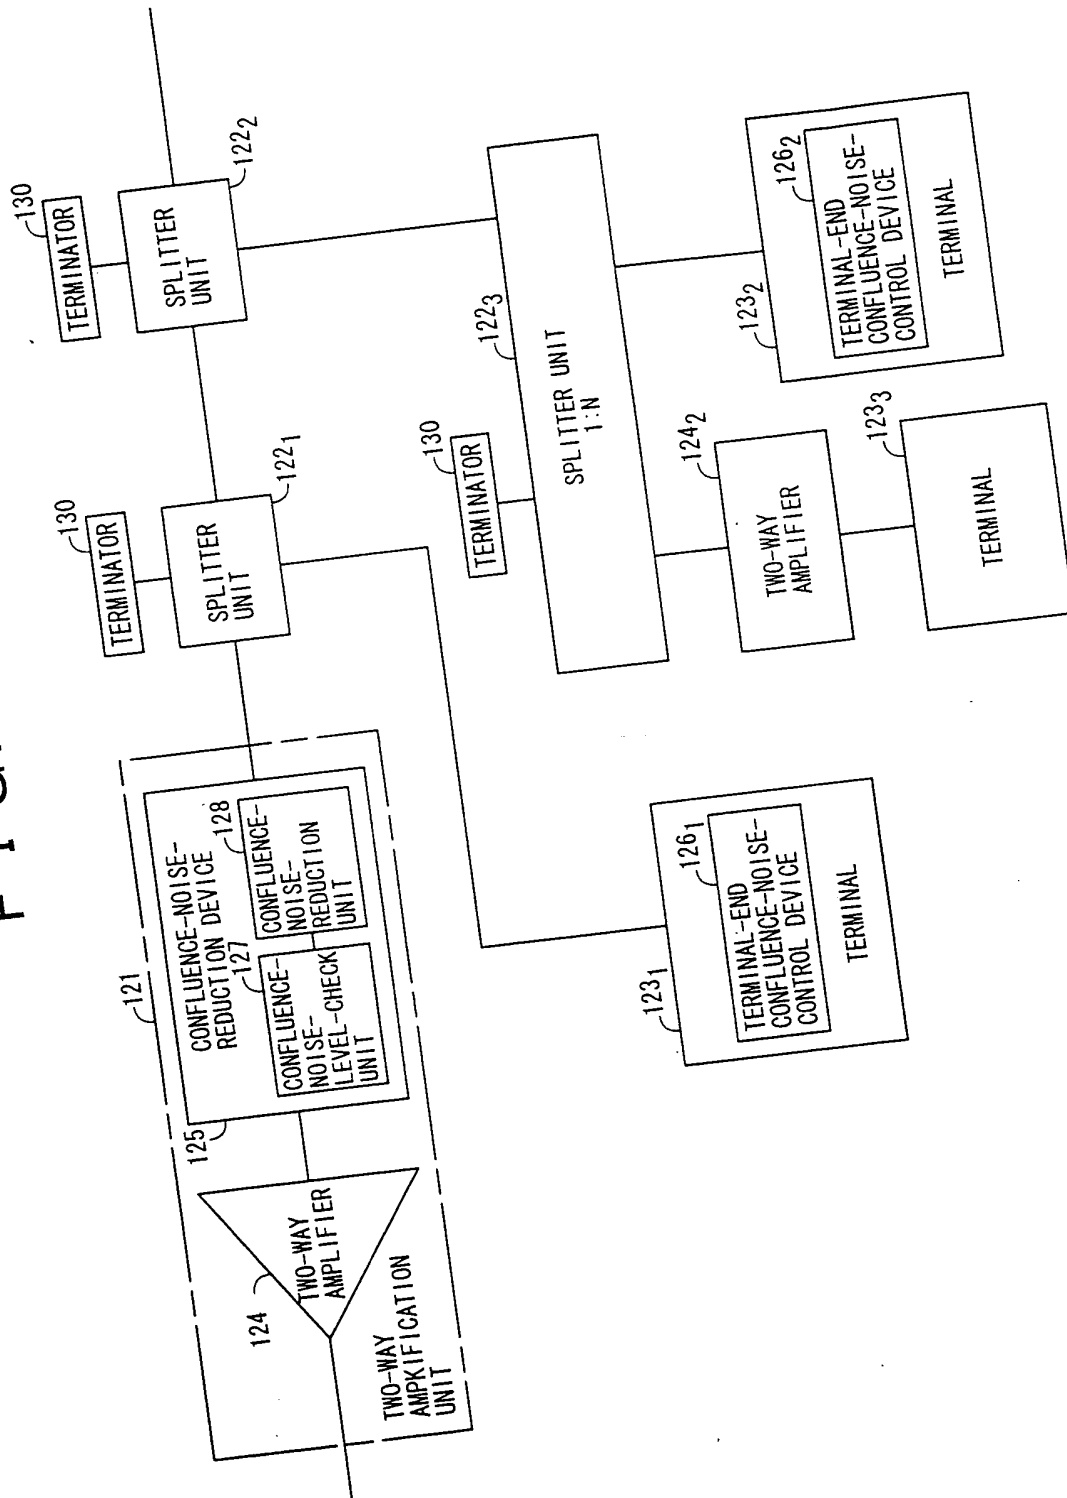 121
CONFLUENCE-NOISE-
REDUCTION DEVICE
125
127
128
CONFLUENCE-
NOISE-
LEVEL-CHECK
UNIT
CONFLUENCE-
NOISE-
REDUCTION
UNIT
124
TWO-WAY
AMPLIFIER
TWO-WAY
AMPKIFICATION
UNIT
130
TERMINATOR
SPLITTER
UNIT
122₁
130
TERMINATOR
SPLITTER
UNIT
122₂
130
TERMINATOR
122₃
SPLITTER UNIT
1:N
123₁
126₁
TERMINAL-END
CONFLUENCE-NOISE-
CONTROL DEVICE
TERMINAL
124₂
TWO-WAY
AMPLIFIER
123₃
TERMINAL
123₂
126₂
TERMINAL-END
CONFLUENCE-NOISE-
CONTROL DEVICE
TERMINAL